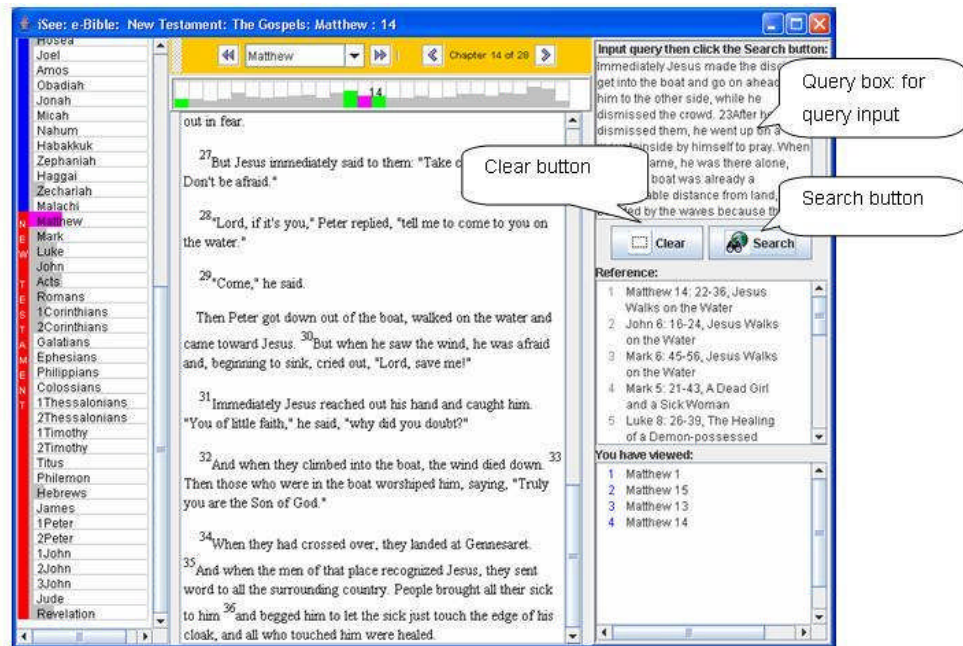 iSee: e-Bible: New Testament: The Gospels: Matthew : 14
Hosea
Joel
Amos
Obadiah
Jonah
Micah
Nahum
Habakkuk
Zephaniah
Haggai
Zechariah
Malachi
Matthew
Mark
Luke
John
Acts
Romans
1Corinthians
2Corinthians
Galatians
Ephesians
Philippians
Colossians
1Thessalonians
2Thessalonians
1Timothy
2Timothy
Titus
Philemon
Hebrews
James
1Peter
2Peter
1John
2John
3John
Jude
Revelation
NEW TESTAMENT
Matthew
Chapter 14 of 28
14
out in fear.
27But Jesus immediately said to them: "Take
Don't be afraid."
28"Lord, if it's you," Peter replied, "tell me to come to you on
the water."
29"Come," he said.
Then Peter got down out of the boat, walked on the water and
came toward Jesus. 30But when he saw the wind, he was afraid
and, beginning to sink, cried out, "Lord, save me!"
31Immediately Jesus reached out his hand and caught him.
"You of little faith," he said, "why did you doubt?"
32And when they climbed into the boat, the wind died down. 33
Then those who were in the boat worshiped him, saying, "Truly
you are the Son of God."
34When they had crossed over, they landed at Gennesaret.
35And when the men of that place recognized Jesus, they sent
word to all the surrounding country. People brought all their sick
to him 36and begged him to let the sick just touch the edge of his
cloak, and all who touched him were healed.
Input query then click the Search button:
Immediately Jesus made the
get into the boat and go on ahead
him to the other side, while he
dismissed the crowd. 23After
dismissed them, he went up on a
by himself to pray. When
he was there alone,
boat was already a
distance from land,
by the waves because
Clear
Search
Reference:
1 Matthew 14: 22-36, Jesus
Walks on the Water
2 John 6: 16-24, Jesus Walks
on the Water
3 Mark 6: 45-56, Jesus Walks
on the Water
4 Mark 5: 21-43, A Dead Girl
and a Sick Woman
5 Luke 8: 26-39, The Healing
of a Demon-possessed
You have viewed:
1 Matthew 1
2 Matthew 15
3 Matthew 13
4 Matthew 14
Query box: for
query input
Clear button
Search button